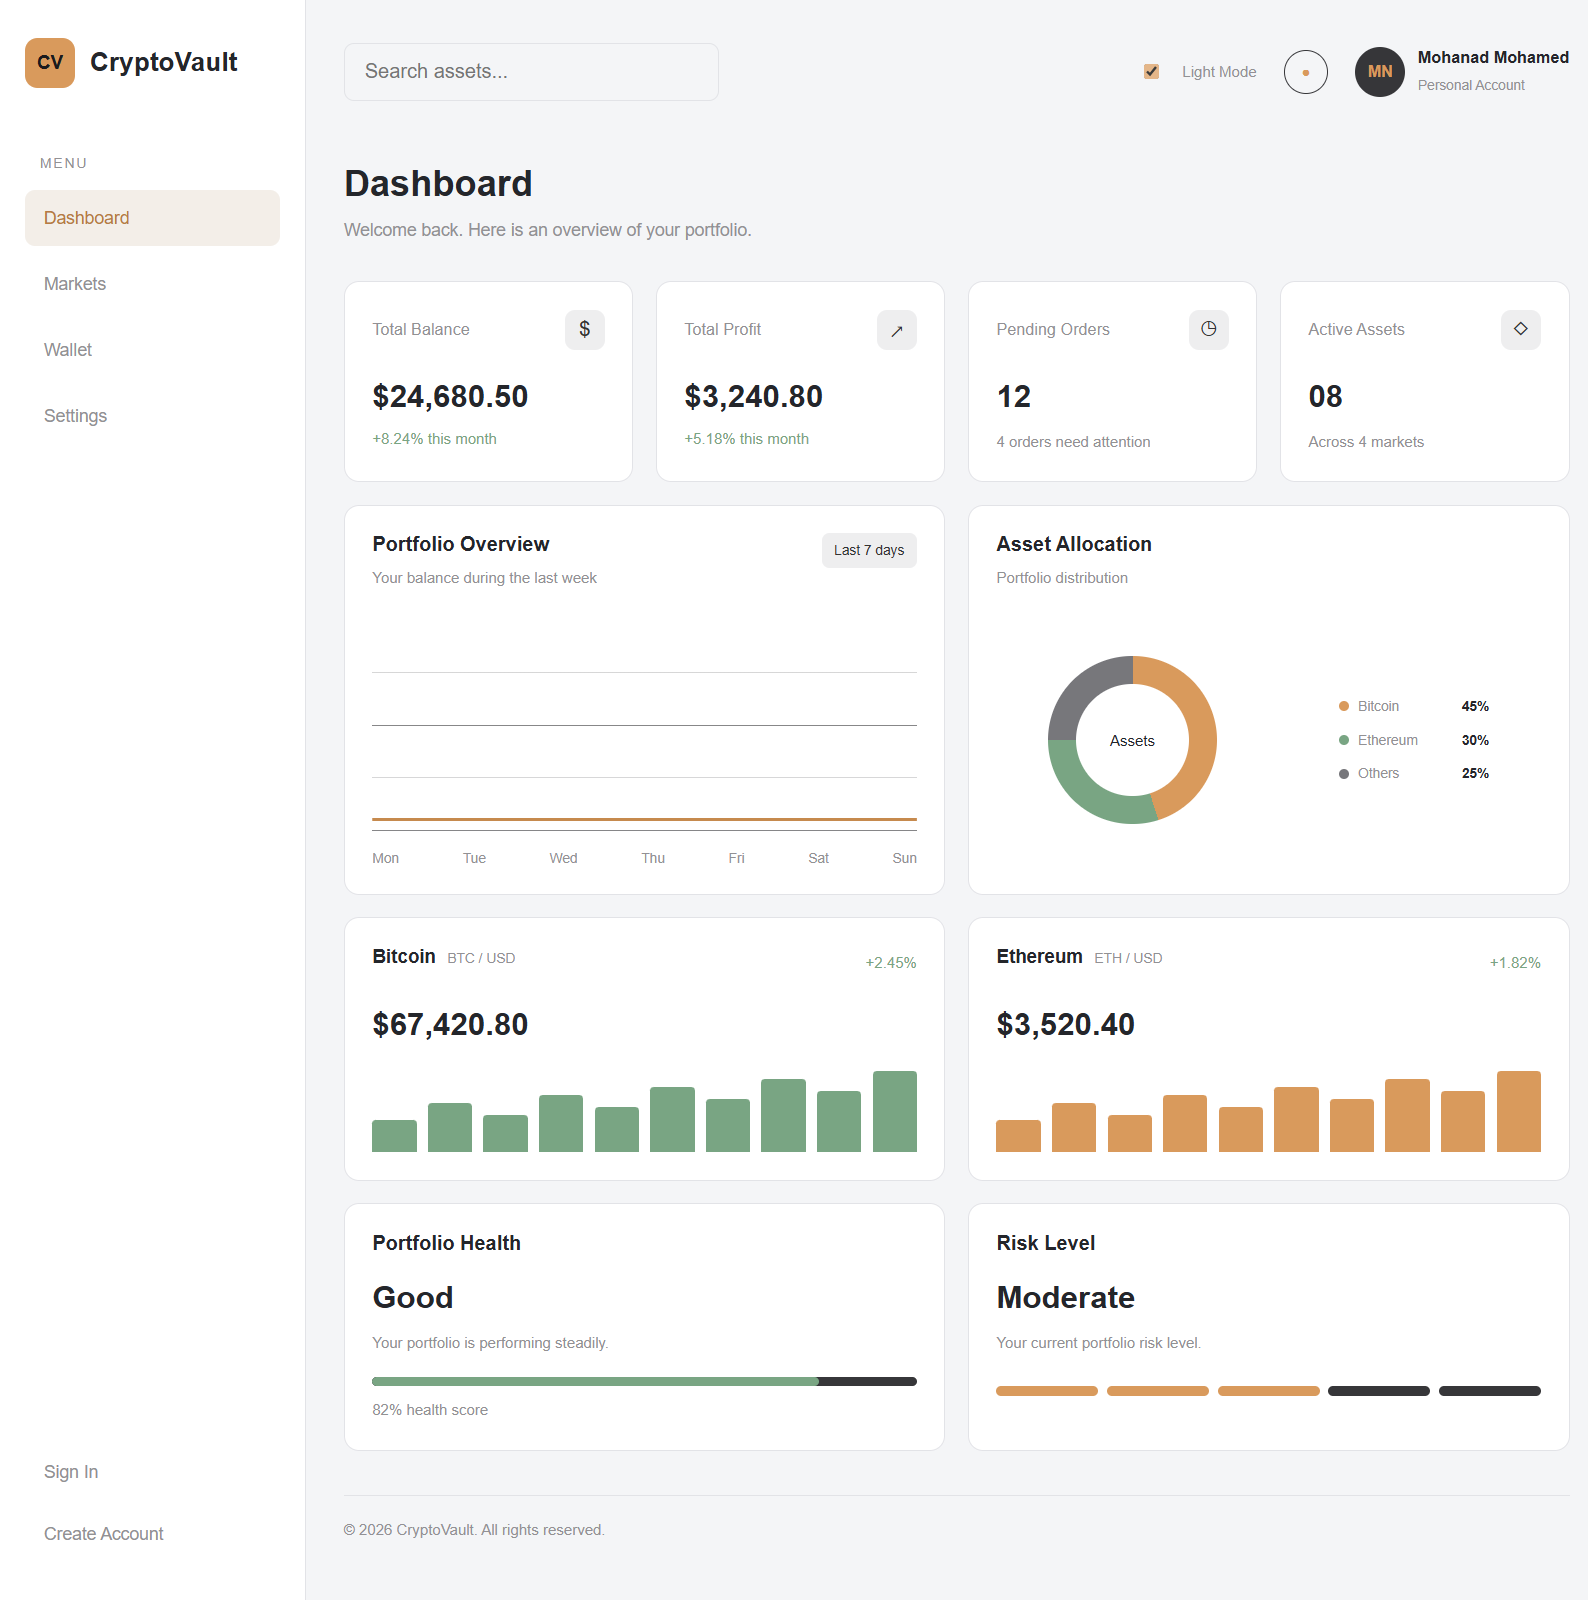 CV CryptoVault
MENU
Dashboard
Markets
Wallet
Settings
Sign In
Create Account
Search assets...
Light Mode
MN
Mohanad Mohamed
Personal Account
Dashboard
Welcome back. Here is an overview of your portfolio.
Total Balance $
$24,680.50
+8.24% this month
Total Profit ↗
$3,240.80
+5.18% this month
Pending Orders ◷
12
4 orders need attention
Active Assets ◇
08
Across 4 markets
Portfolio Overview
Your balance during the last week
Last 7 days
Mon Tue Wed Thu Fri Sat Sun
Asset Allocation
Portfolio distribution
Assets
Bitcoin 45%
Ethereum 30%
Others 25%
Bitcoin BTC / USD +2.45%
$67,420.80
Ethereum ETH / USD +1.82%
$3,520.40
Portfolio Health
Good
Your portfolio is performing steadily.
82% health score
Risk Level
Moderate
Your current portfolio risk level.
© 2026 CryptoVault. All rights reserved.